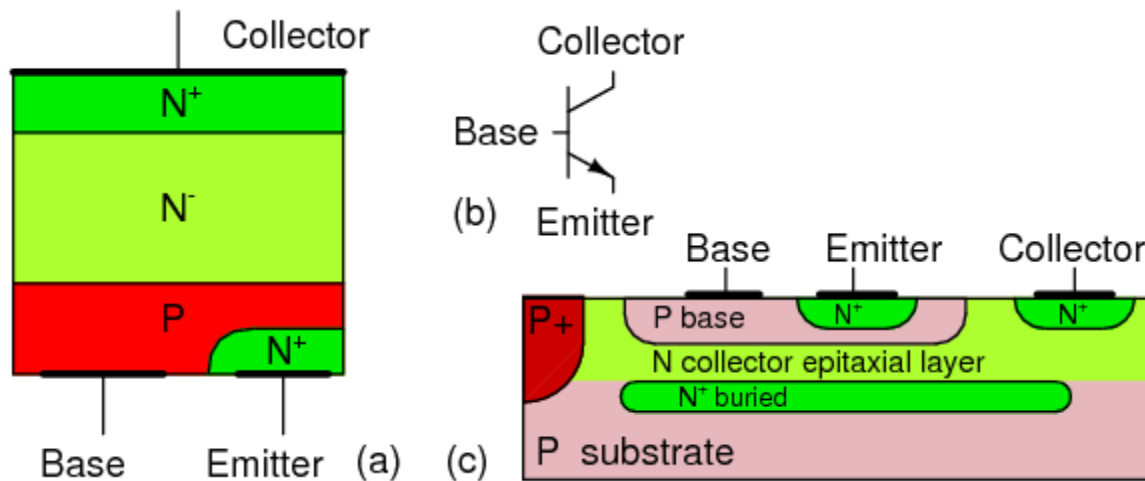 Collector
N⁺
N⁻
P
N⁺
Base Emitter (a)
Collector
Base
(b)
Emitter
Base Emitter Collector
P+ P base N⁺ N⁺
N collector epitaxial layer
N⁺ buried
(c) P substrate